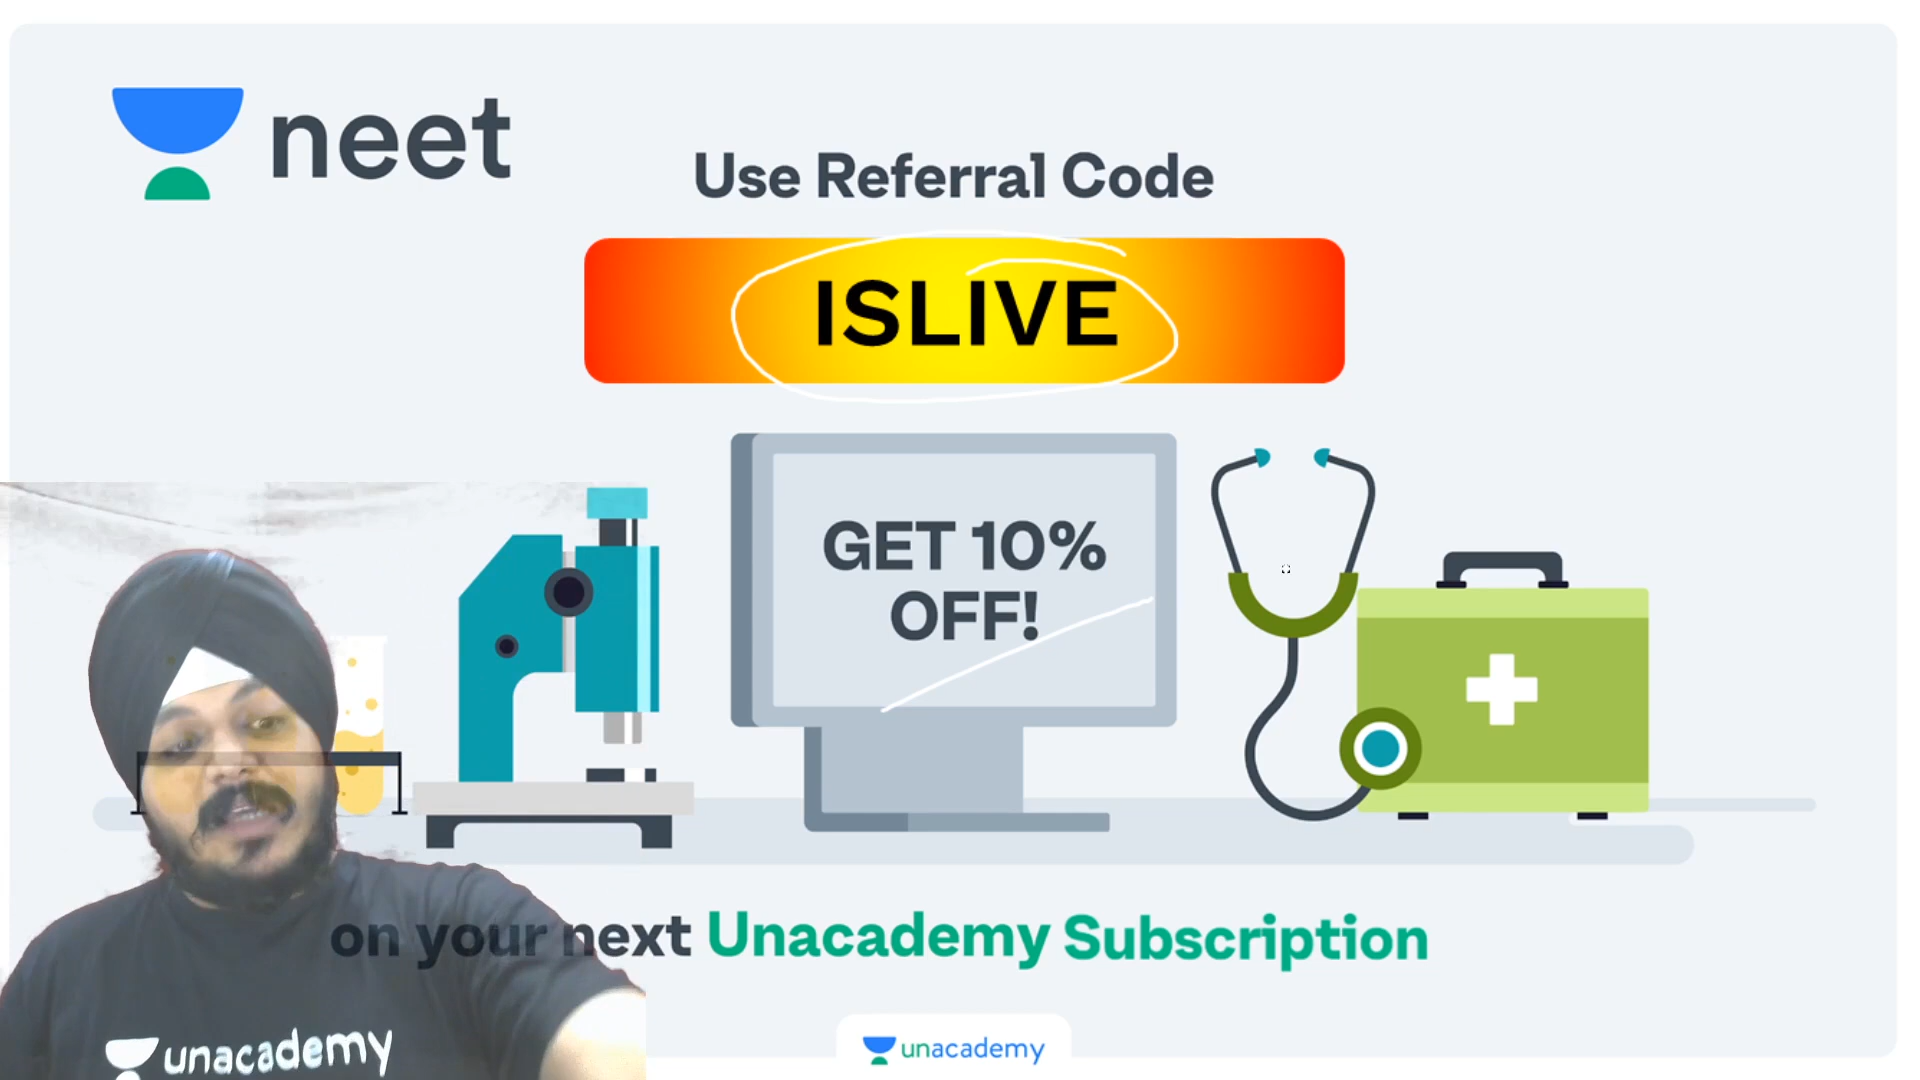 neet
Use Referral Code
ISLIVE
GET 10%
OFF!
on your next Unacademy Subscription
unacademy
unacademy